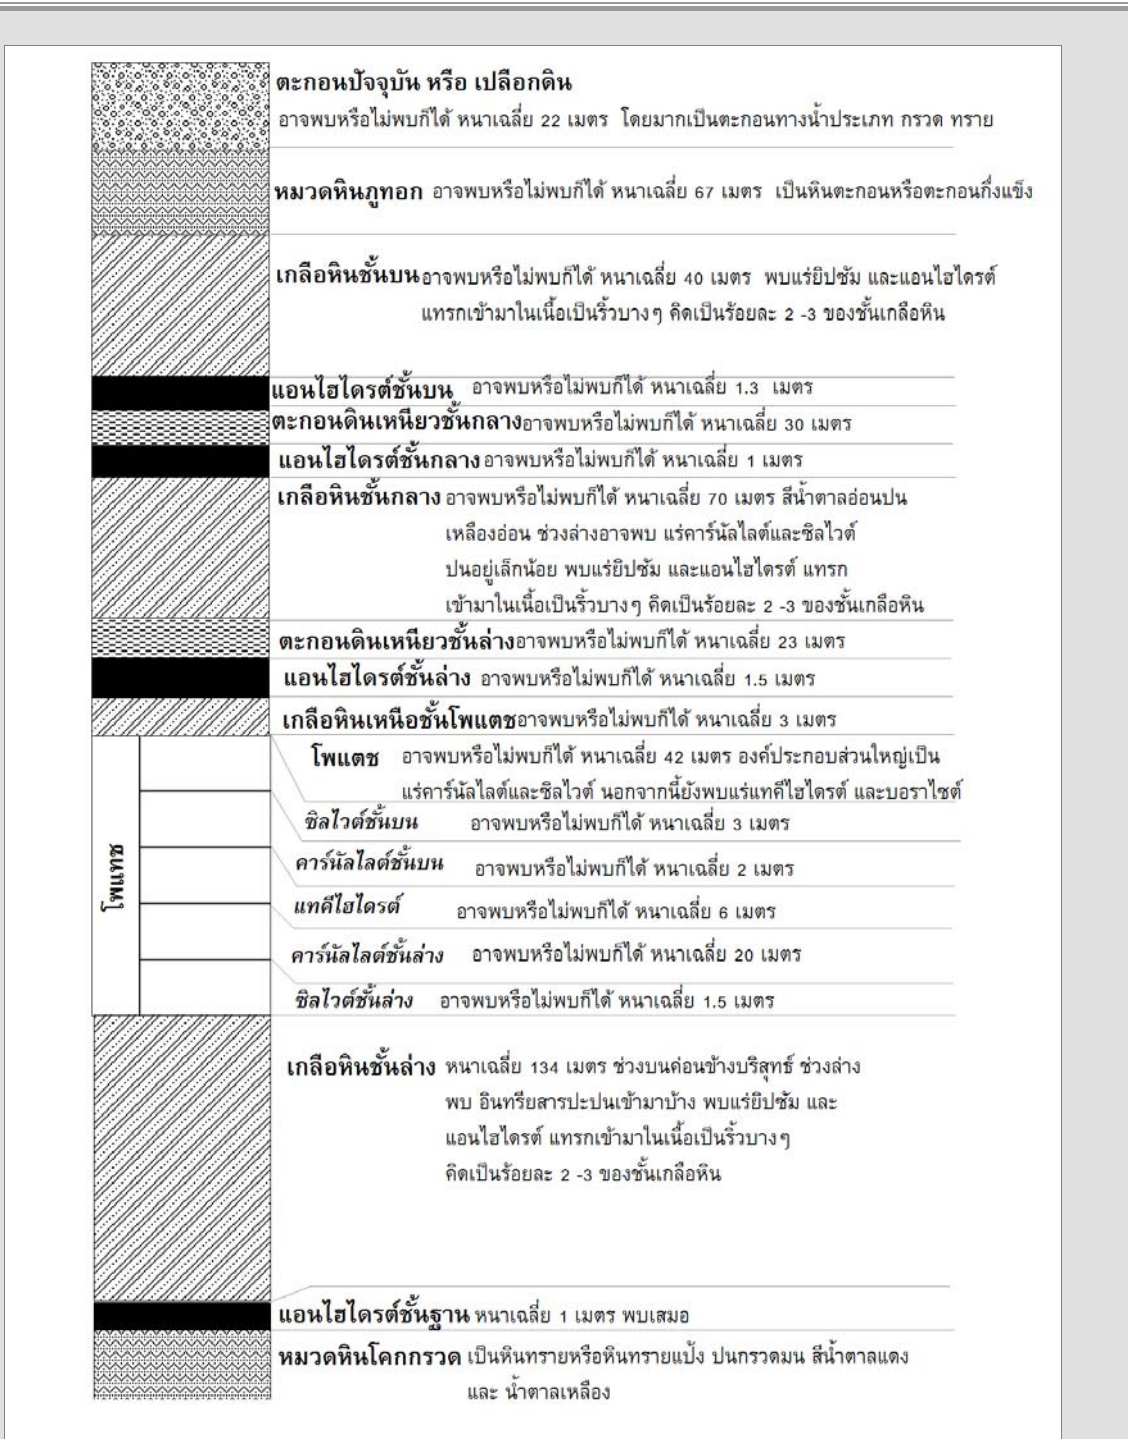 ตะกอนปัจจุบัน หรือ เปลือกดิน
อาจพบหรือไม่พบก็ได้ หนาเฉลี่ย 22 เมตร โดยมากเป็นตะกอนทางน้ำประเภท กรวด ทราย
หมวดหินภูทอก อาจพบหรือไม่พบก็ได้ หนาเฉลี่ย 67 เมตร เป็นหินตะกอนหรือตะกอนกึ่งแข็ง
เกลือหินชั้นบน อาจพบหรือไม่พบก็ได้ หนาเฉลี่ย 40 เมตร พบแร่ยิปซัม และแอนไฮไดรต์
แทรกเข้ามาในเนื้อเป็นริ้วบางๆ คิดเป็นร้อยละ 2 -3 ของชั้นเกลือหิน
แอนไฮไดรต์ชั้นบน อาจพบหรือไม่พบก็ได้ หนาเฉลี่ย 1.3 เมตร
ตะกอนดินเหนียวชั้นกลาง อาจพบหรือไม่พบก็ได้ หนาเฉลี่ย 30 เมตร
แอนไฮไดรต์ชั้นกลาง อาจพบหรือไม่พบก็ได้ หนาเฉลี่ย 1 เมตร
เกลือหินชั้นกลาง อาจพบหรือไม่พบก็ได้ หนาเฉลี่ย 70 เมตร สีน้ำตาลอ่อนปน
เหลืองอ่อน ช่วงล่างอาจพบ แร่คาร์นัลไลต์และซิลไวต์
ปนอยู่เล็กน้อย พบแร่ยิปซัม และแอนไฮไดรต์ แทรก
เข้ามาในเนื้อเป็นริ้วบางๆ คิดเป็นร้อยละ 2 -3 ของชั้นเกลือหิน
ตะกอนดินเหนียวชั้นล่าง อาจพบหรือไม่พบก็ได้ หนาเฉลี่ย 23 เมตร
แอนไฮไดรต์ชั้นล่าง อาจพบหรือไม่พบก็ได้ หนาเฉลี่ย 1.5 เมตร
เกลือหินเหนือชั้นโพแตช อาจพบหรือไม่พบก็ได้ หนาเฉลี่ย 3 เมตร
โพแตช อาจพบหรือไม่พบก็ได้ หนาเฉลี่ย 42 เมตร องค์ประกอบส่วนใหญ่เป็น
แร่คาร์นัลไลต์และซิลไวต์ นอกจากนี้ยังพบแร่แทคีไฮไดรต์ และบอราไซต์
ซิลไวต์ชั้นบน อาจพบหรือไม่พบก็ได้ หนาเฉลี่ย 3 เมตร
คาร์นัลไลต์ชั้นบน อาจพบหรือไม่พบก็ได้ หนาเฉลี่ย 2 เมตร
โพแทช
แทคีไฮไดรต์ อาจพบหรือไม่พบก็ได้ หนาเฉลี่ย 6 เมตร
คาร์นัลไลต์ชั้นล่าง อาจพบหรือไม่พบก็ได้ หนาเฉลี่ย 20 เมตร
ซิลไวต์ชั้นล่าง อาจพบหรือไม่พบก็ได้ หนาเฉลี่ย 1.5 เมตร
เกลือหินชั้นล่าง หนาเฉลี่ย 134 เมตร ช่วงบนค่อนข้างบริสุทธ์ ช่วงล่าง
พบ อินทรียสารปะปนเข้ามาบ้าง พบแร่ยิปซัม และ
แอนไฮไดรต์ แทรกเข้ามาในเนื้อเป็นริ้วบางๆ
คิดเป็นร้อยละ 2 -3 ของชั้นเกลือหิน
แอนไฮไดรต์ชั้นฐาน หนาเฉลี่ย 1 เมตร พบเสมอ
หมวดหินโคกกรวด เป็นหินทรายหรือหินทรายแป้ง ปนกรวดมน สีน้ำตาลแดง
และ น้ำตาลเหลือง